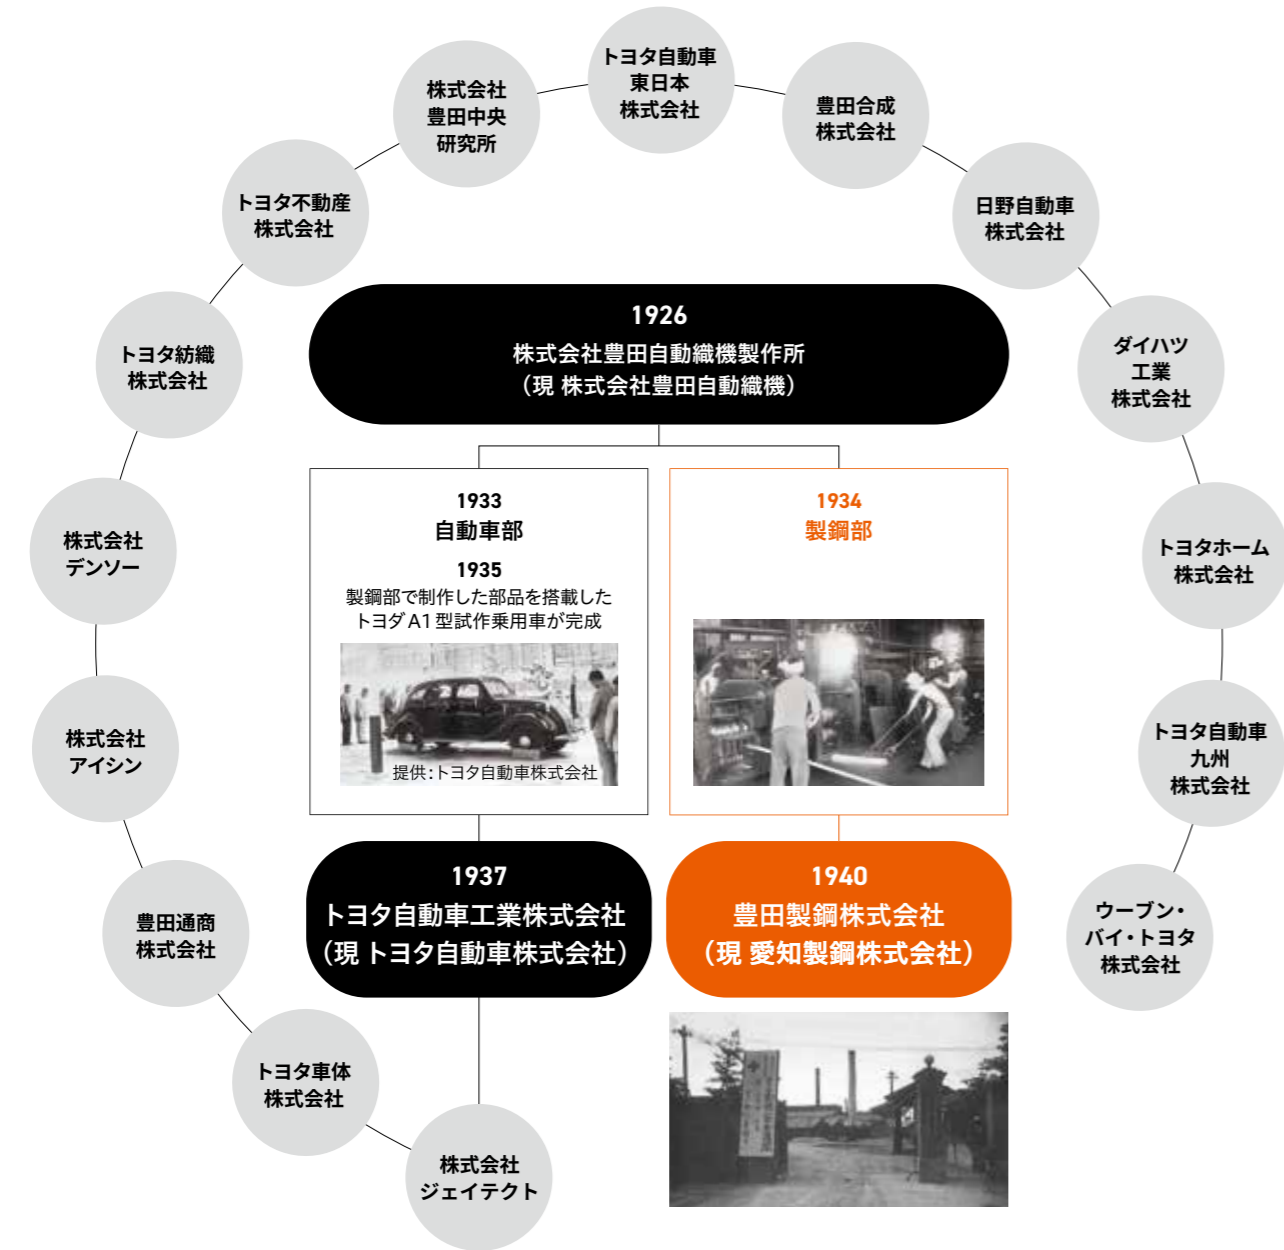 トヨタ自動車
東日本
株式会社
株式会社
豊田中央
研究所
豊田合成
株式会社
トヨタ不動産
株式会社
日野自動車
株式会社
トヨタ紡織
株式会社
ダイハツ
工業
株式会社
株式会社
デンソー
トヨタホーム
株式会社
株式会社
アイシン
トヨタ自動車
九州
株式会社
豊田通商
株式会社
ウーブン・
バイ・トヨタ
株式会社
トヨタ車体
株式会社
株式会社
ジェイテクト
1926
株式会社豊田自動織機製作所
（現 株式会社豊田自動織機）
1933
自動車部
1935
製鋼部で制作した部品を搭載した
トヨダA1型試作乗用車が完成
提供：トヨタ自動車株式会社
1934
製鋼部
1937
トヨタ自動車工業株式会社
（現 トヨタ自動車株式会社）
1940
豊田製鋼株式会社
（現 愛知製鋼株式会社）